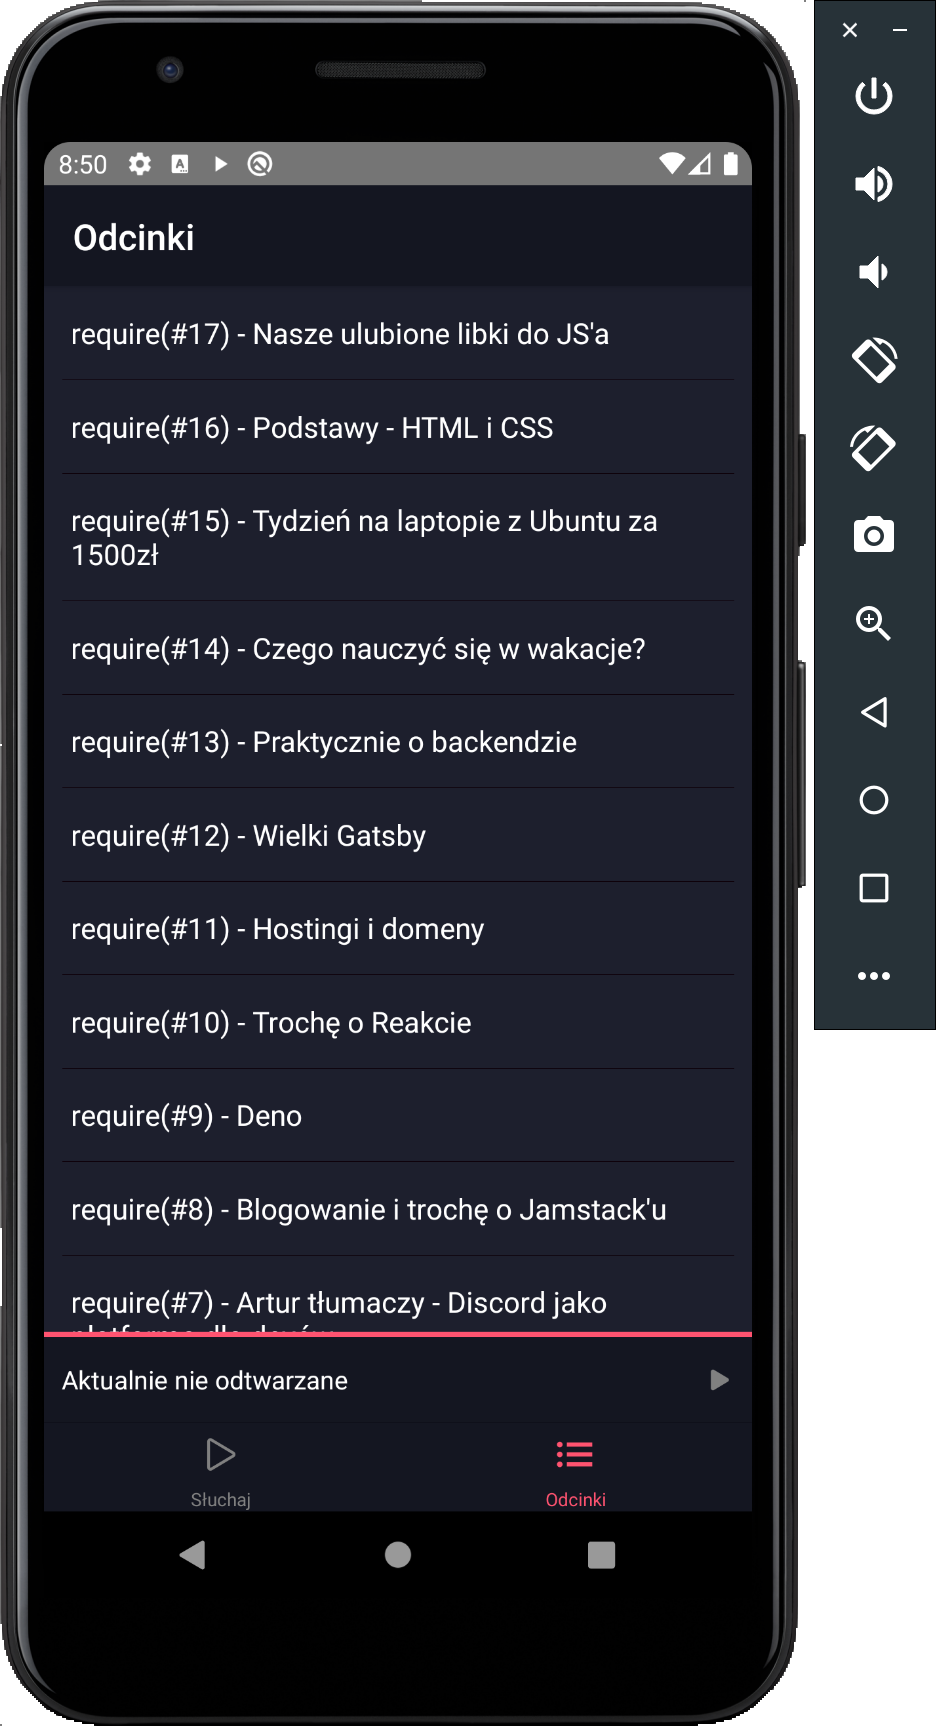 8:50
Odcinki
require(#17) - Nasze ulubione libki do JS'a
require(#16) - Podstawy - HTML i CSS
require(#15) - Tydzień na laptopie z Ubuntu za
1500zł
require(#14) - Czego nauczyć się w wakacje?
require(#13) - Praktycznie o backendzie
require(#12) - Wielki Gatsby
require(#11) - Hostingi i domeny
require(#10) - Trochę o Reakcie
require(#9) - Deno
require(#8) - Blogowanie i trochę o Jamstack'u
require(#7) - Artur tłumaczy - Discord jako
Aktualnie nie odtwarzane
Słuchaj
Odcinki